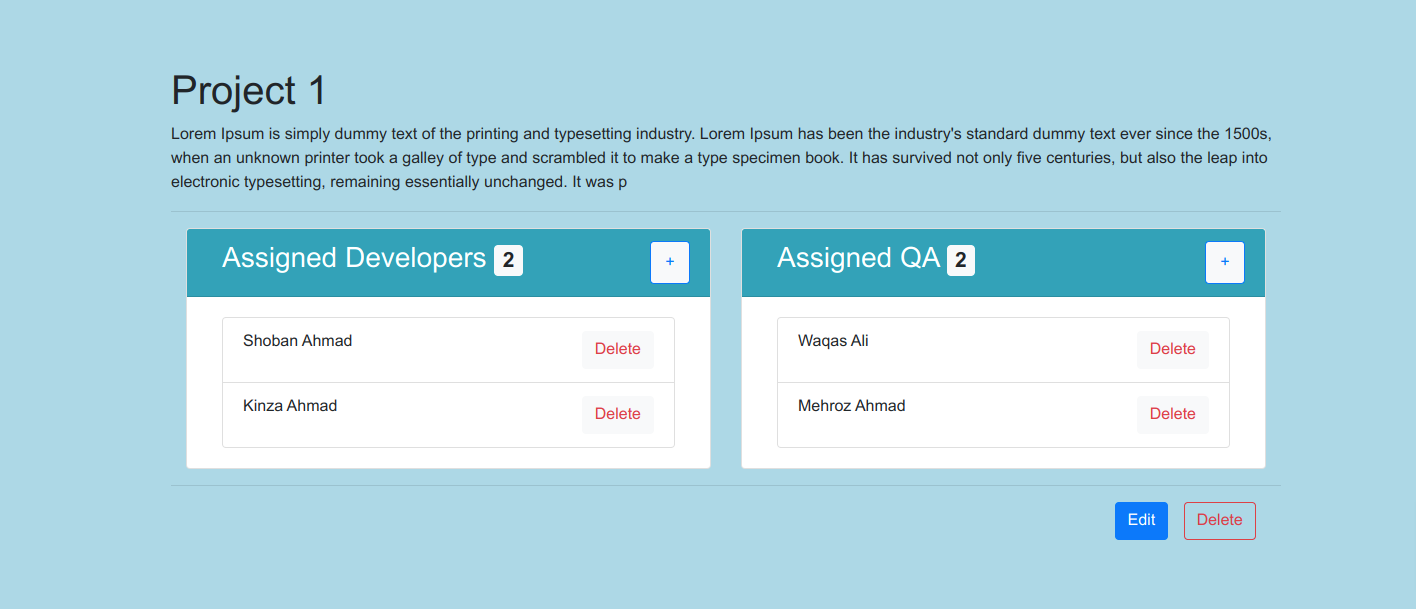 Project 1
Lorem Ipsum is simply dummy text of the printing and typesetting industry. Lorem Ipsum has been the industry's standard dummy text ever since the 1500s,
when an unknown printer took a galley of type and scrambled it to make a type specimen book. It has survived not only five centuries, but also the leap into
electronic typesetting, remaining essentially unchanged. It was p
Assigned Developers 2 +
Shoban Ahmad Delete
Kinza Ahmad Delete
Assigned QA 2 +
Waqas Ali Delete
Mehroz Ahmad Delete
Edit Delete